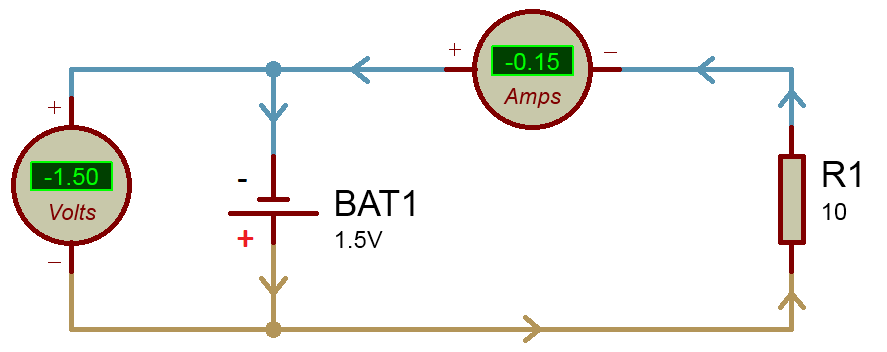 +
-0.15
Amps
−
+
-1.50
Volts
−
-
+
BAT1
1.5V
R1
10